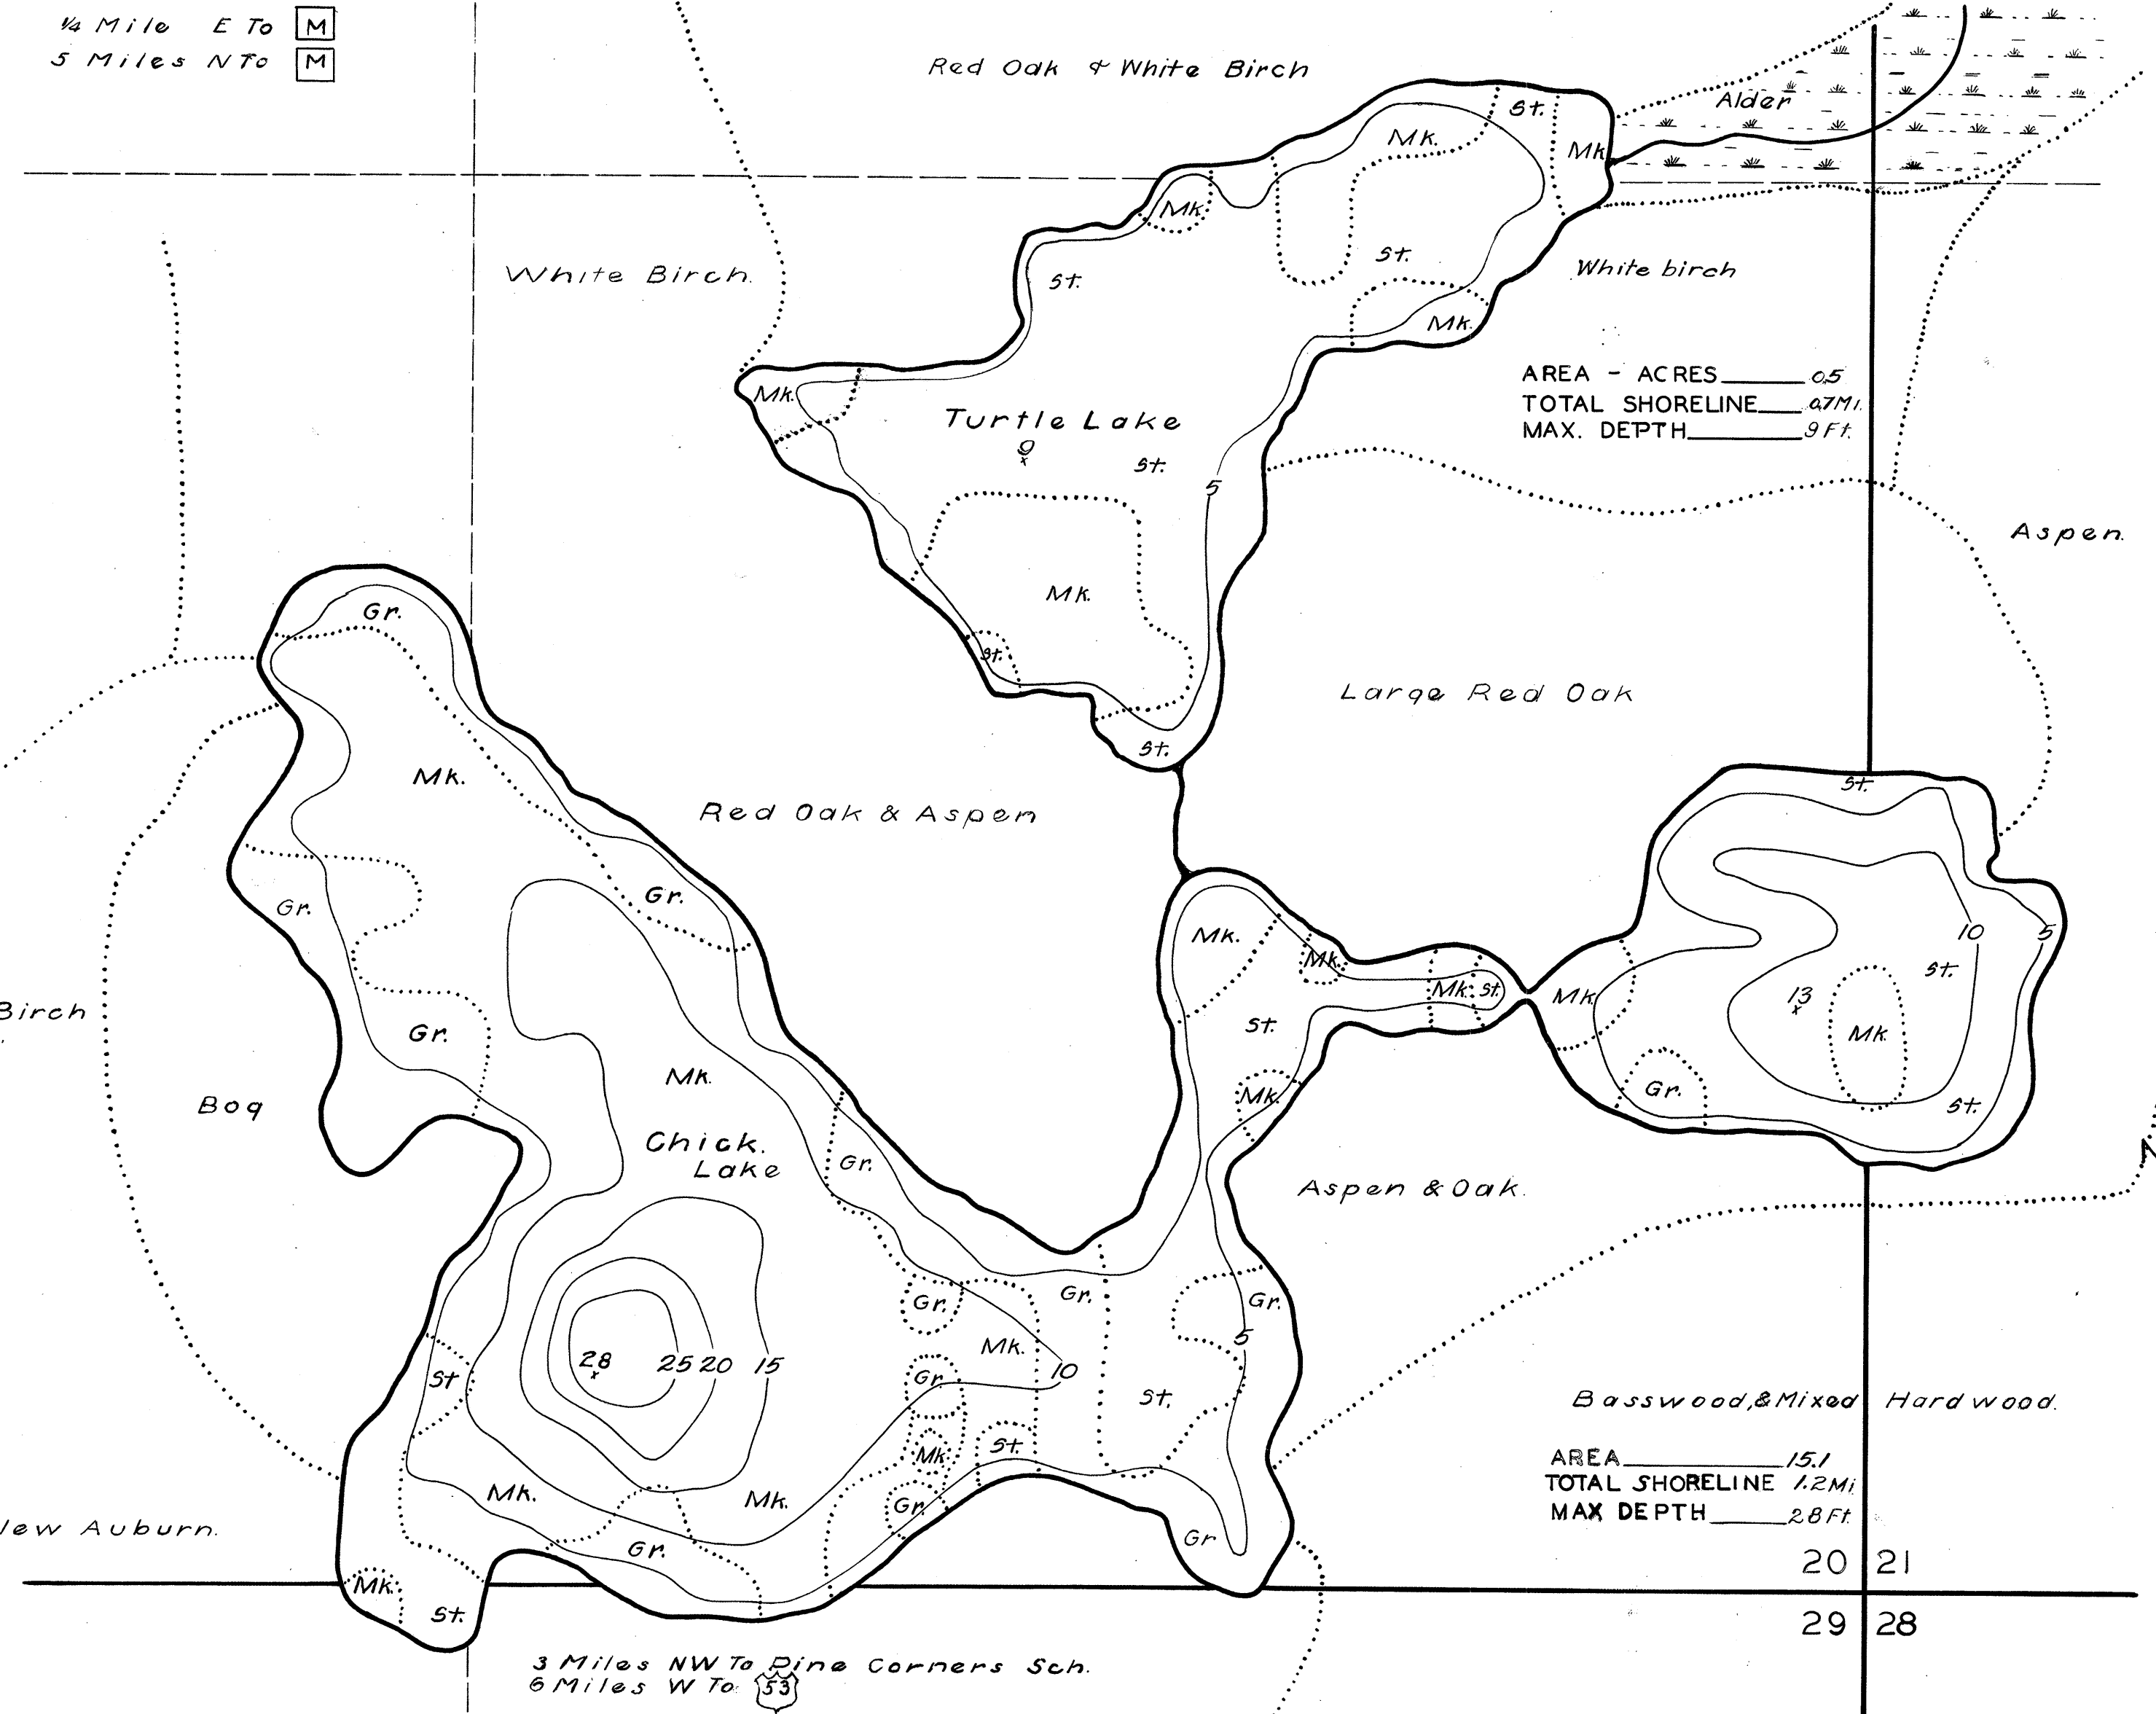 1/4 Mile E To M
5 Miles N To M
Red Oak & White Birch
Alder
St.
Mk.
Mk.
Mk.
St.
St.
White Birch.
White birch
Mk.
Mk.
Turtle Lake
9
St.
5
AREA - ACRES 0.5
TOTAL SHORELINE 0.7 Mi.
MAX. DEPTH 9 Ft.
Aspen.
Mk.
Gr.
St.
Large Red Oak
St.
Mk.
Red Oak & Aspen
St.
Gr.
Gr.
Mk.
Mk.
10
5
St.
Mk. St.
Mk.
13
Birch
Gr.
St.
Mk.
Mk.
Gr.
Mk.
St.
Bog
Chick.
Lake
Gr.
Aspen & Oak.
Gr.
Gr.
Gr.
5
Mk.
28
25 20 15
10
St
Gr.
St.
Basswood, & Mixed Hardwood.
Mk.
St.
AREA 15.1
TOTAL SHORELINE 1.2 Mi.
MAX DEPTH 28 Ft.
Mk.
Mk.
Gr.
New Auburn.
Gr.
Gr
20 21
Mk.
St.
29 28
3 Miles NW To Pine Corners Sch.
6 Miles W To 53